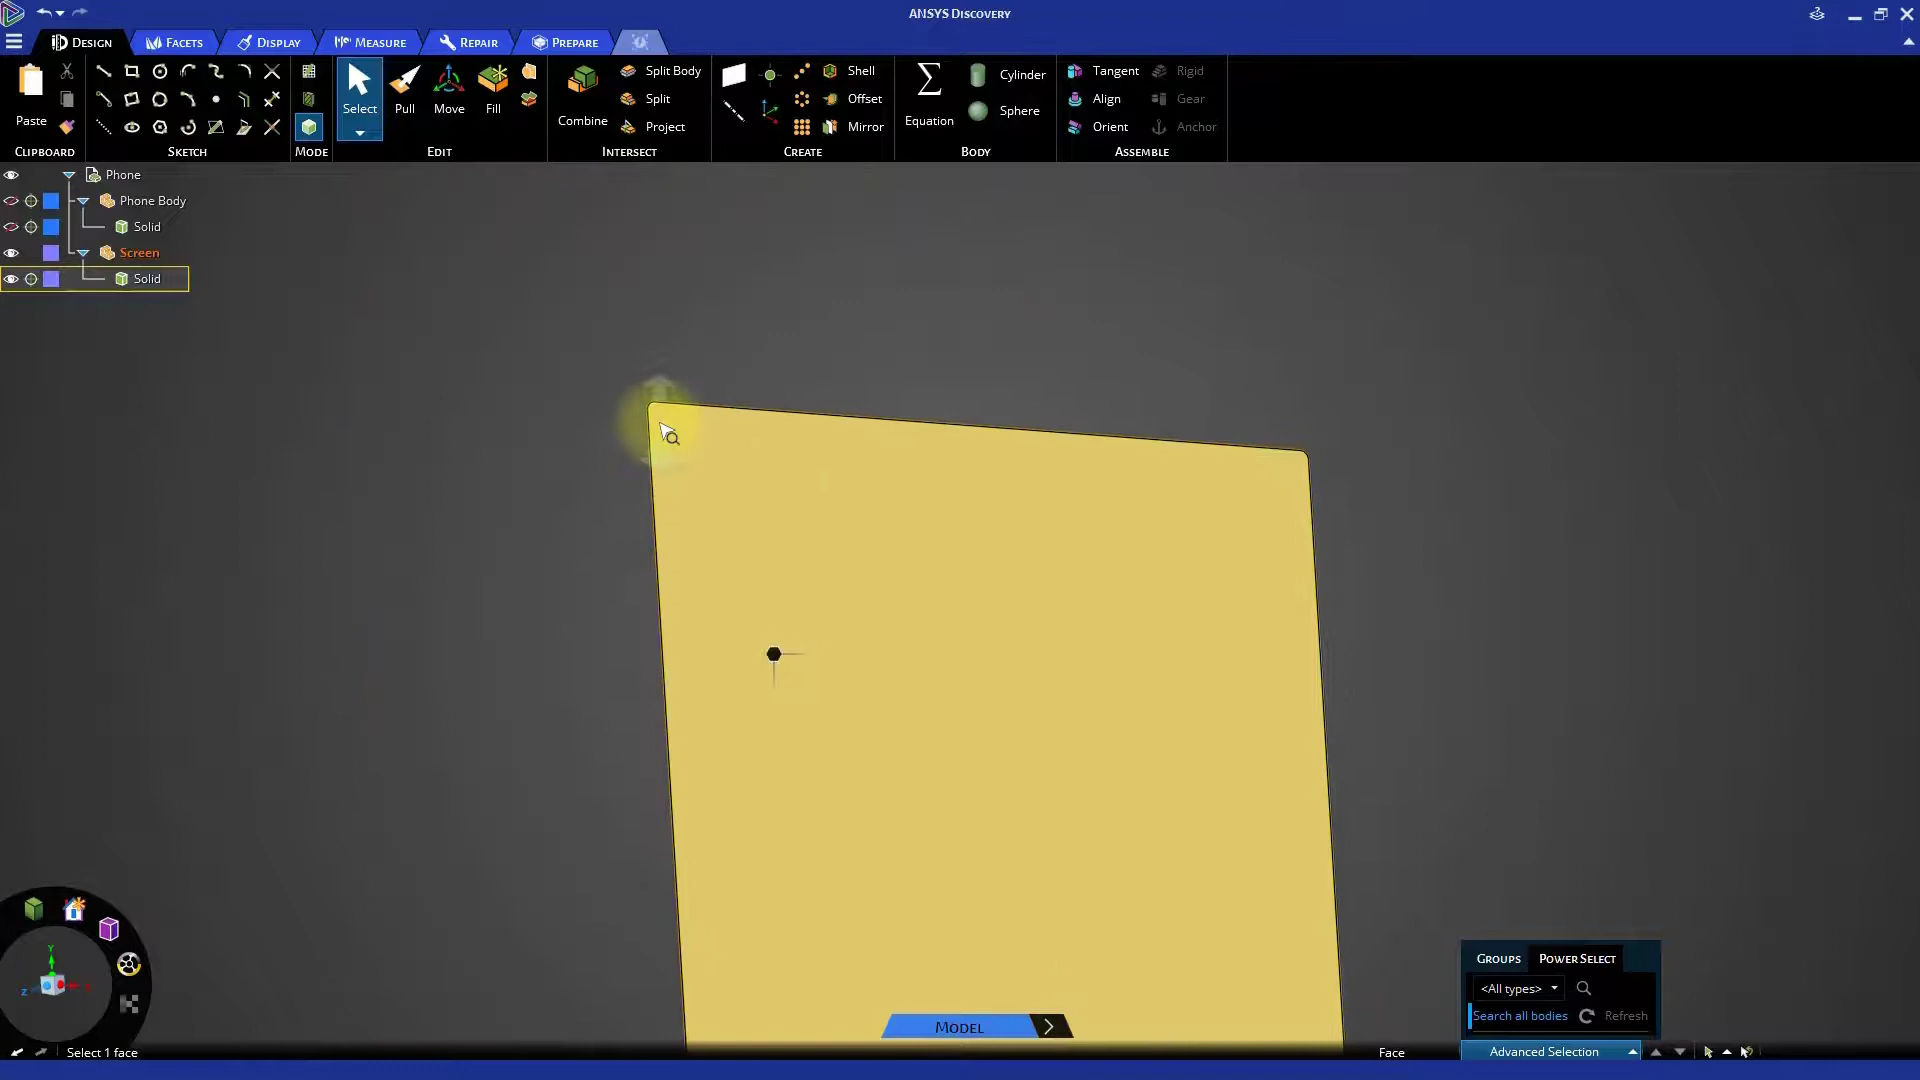 ANSYS Discovery
Design
Facets
Display
Measure
Repair
Prepare
Paste
Clipboard
Sketch
Mode
Select
Pull
Move
Fill
Edit
Combine
Split Body
Split
Project
Intersect
Shell
Offset
Mirror
Create
Equation
Cylinder
Sphere
Body
Tangent
Align
Orient
Rigid
Gear
Anchor
Assemble
Phone
Phone Body
Solid
Screen
Solid
Y
Z
X
Model
Groups
Power Select
<All types>
Search all bodies
Refresh
Select 1 face
Face
Advanced Selection